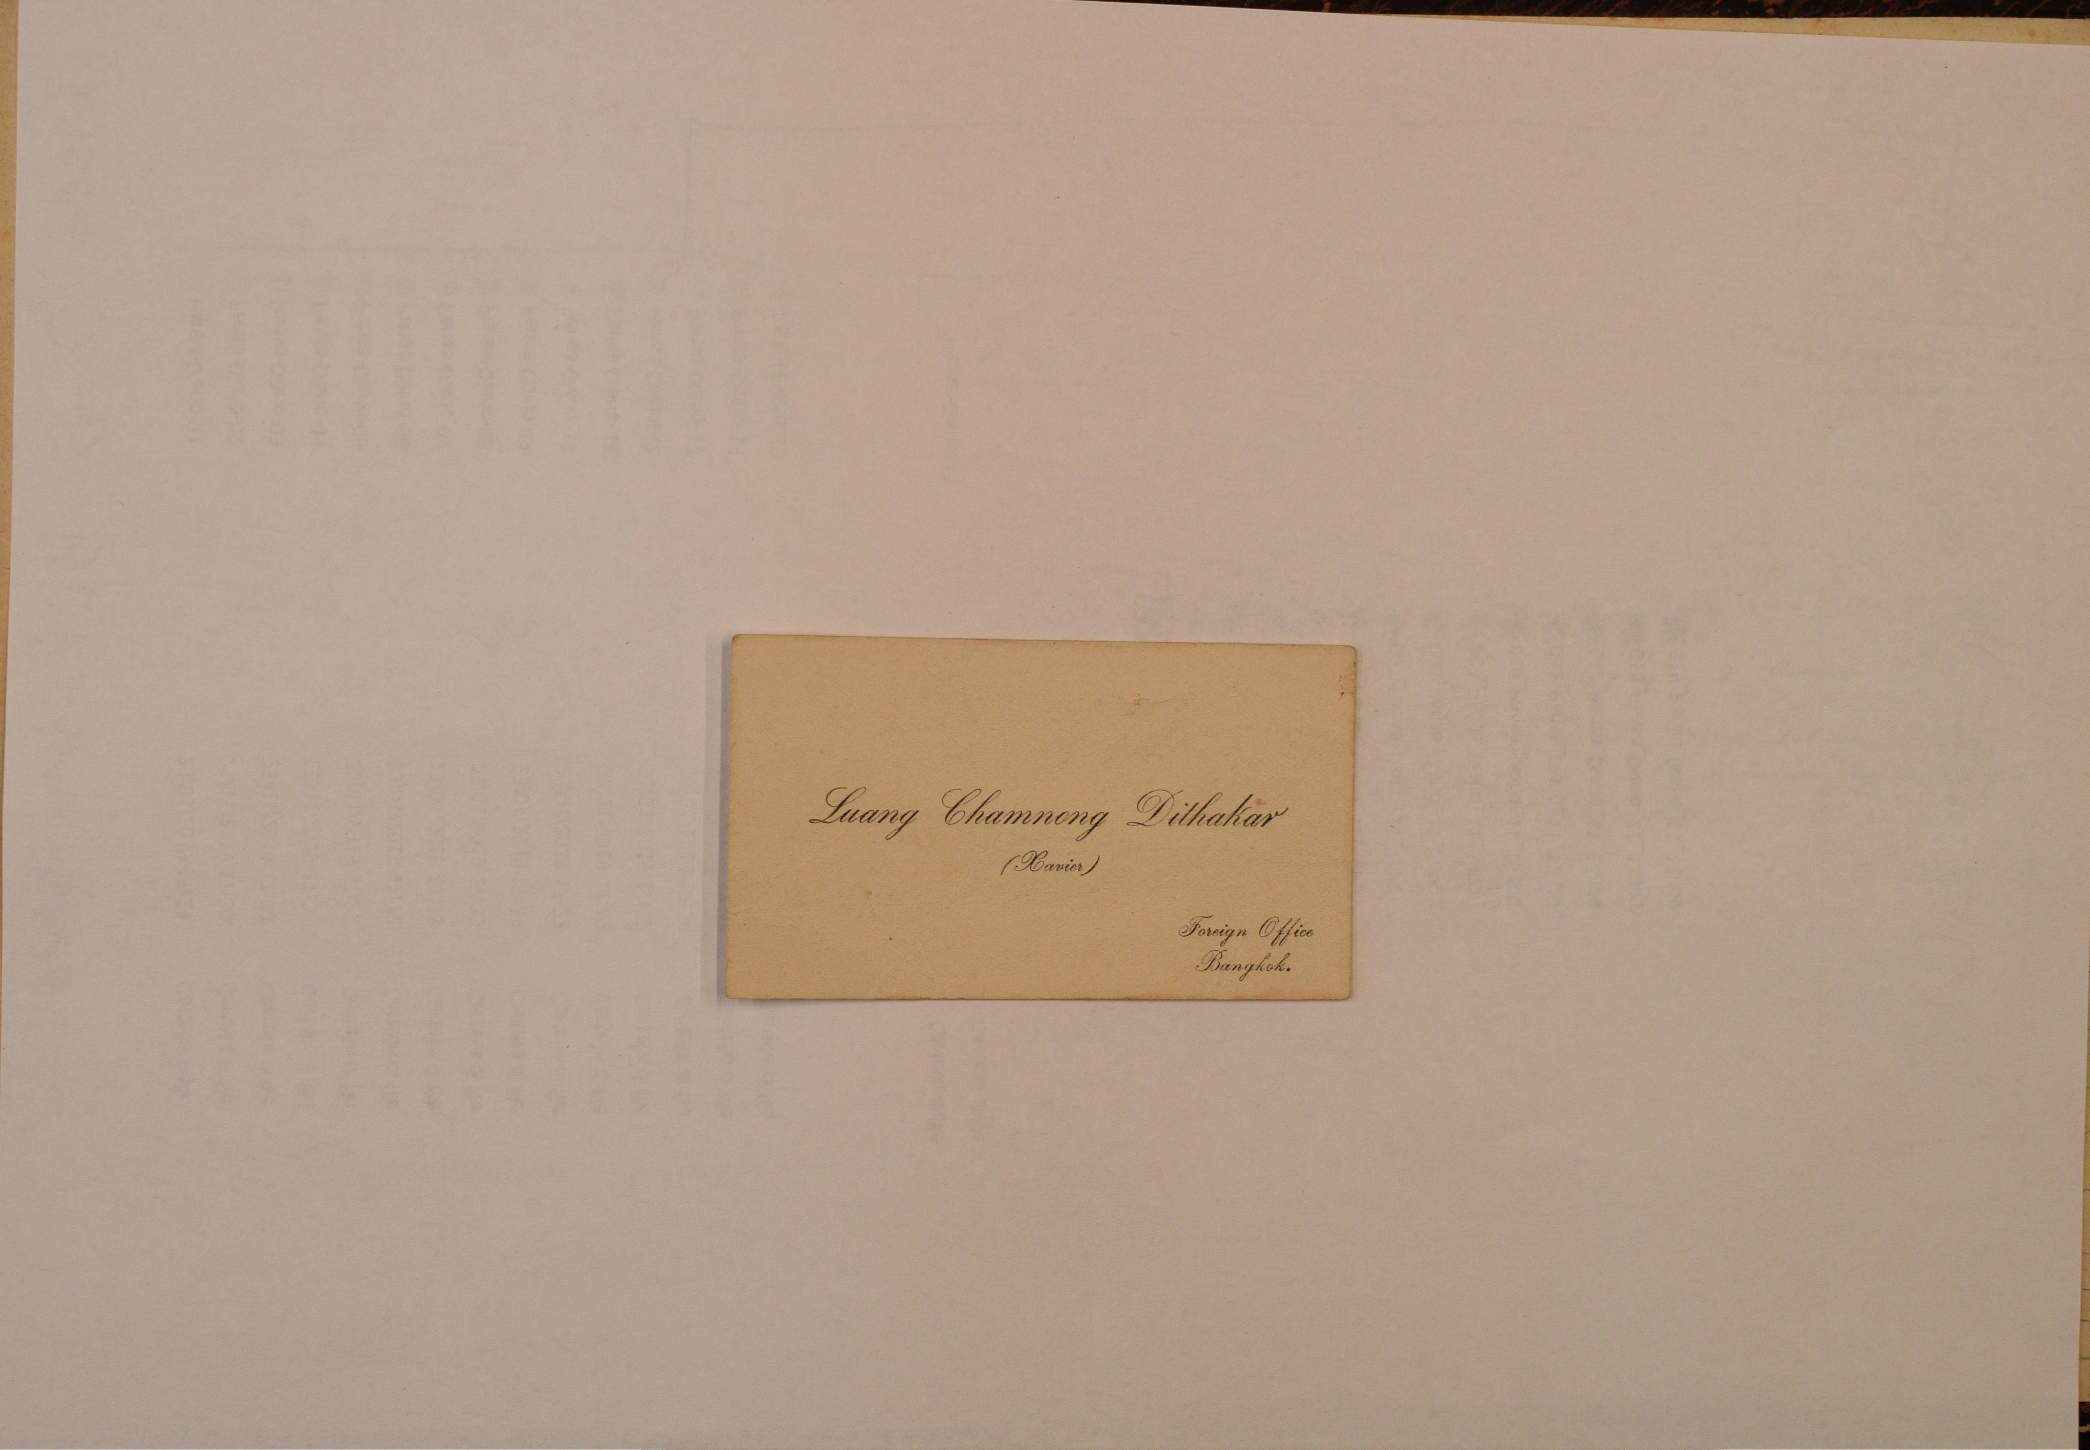 Luang Chamnong Dithakar
(Xavier)
Foreign Office
Bangkok.